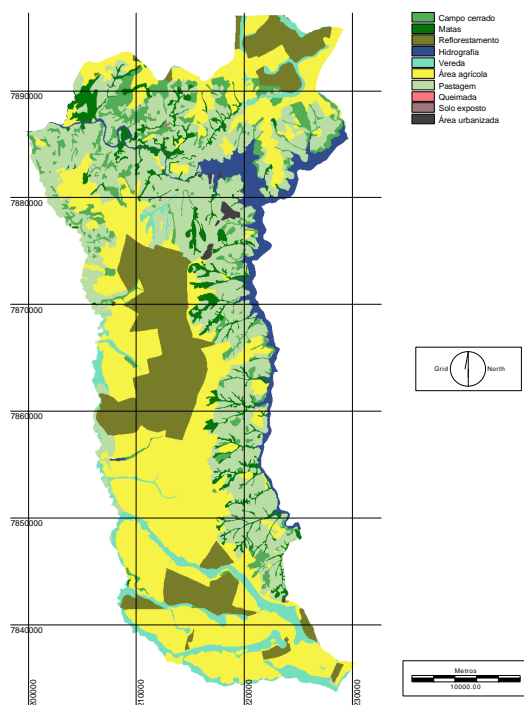 Campo cerrado
Matas
Reflorestamento
Hidrografia
Vereda
Área agrícola
Pastagem
Queimada
Solo exposto
Área urbanizada
7890000
7880000
7870000
7860000
7850000
7840000
210000
220000
230000
Grid
North
Metros
10000.00